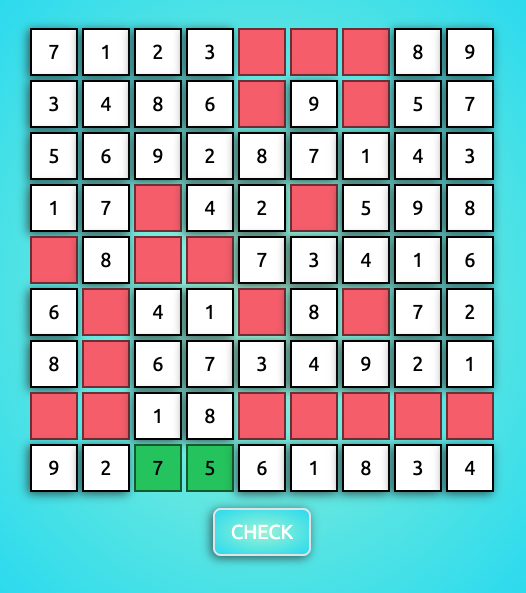 7 1 2 3 8 9
3 4 8 6 9 5 7
5 6 9 2 8 7 1 4 3
1 7 4 2 5 9 8
8 7 3 4 1 6
6 4 1 8 7 2
8 6 7 3 4 9 2 1
1 8
9 2 7 5 6 1 8 3 4
CHECK